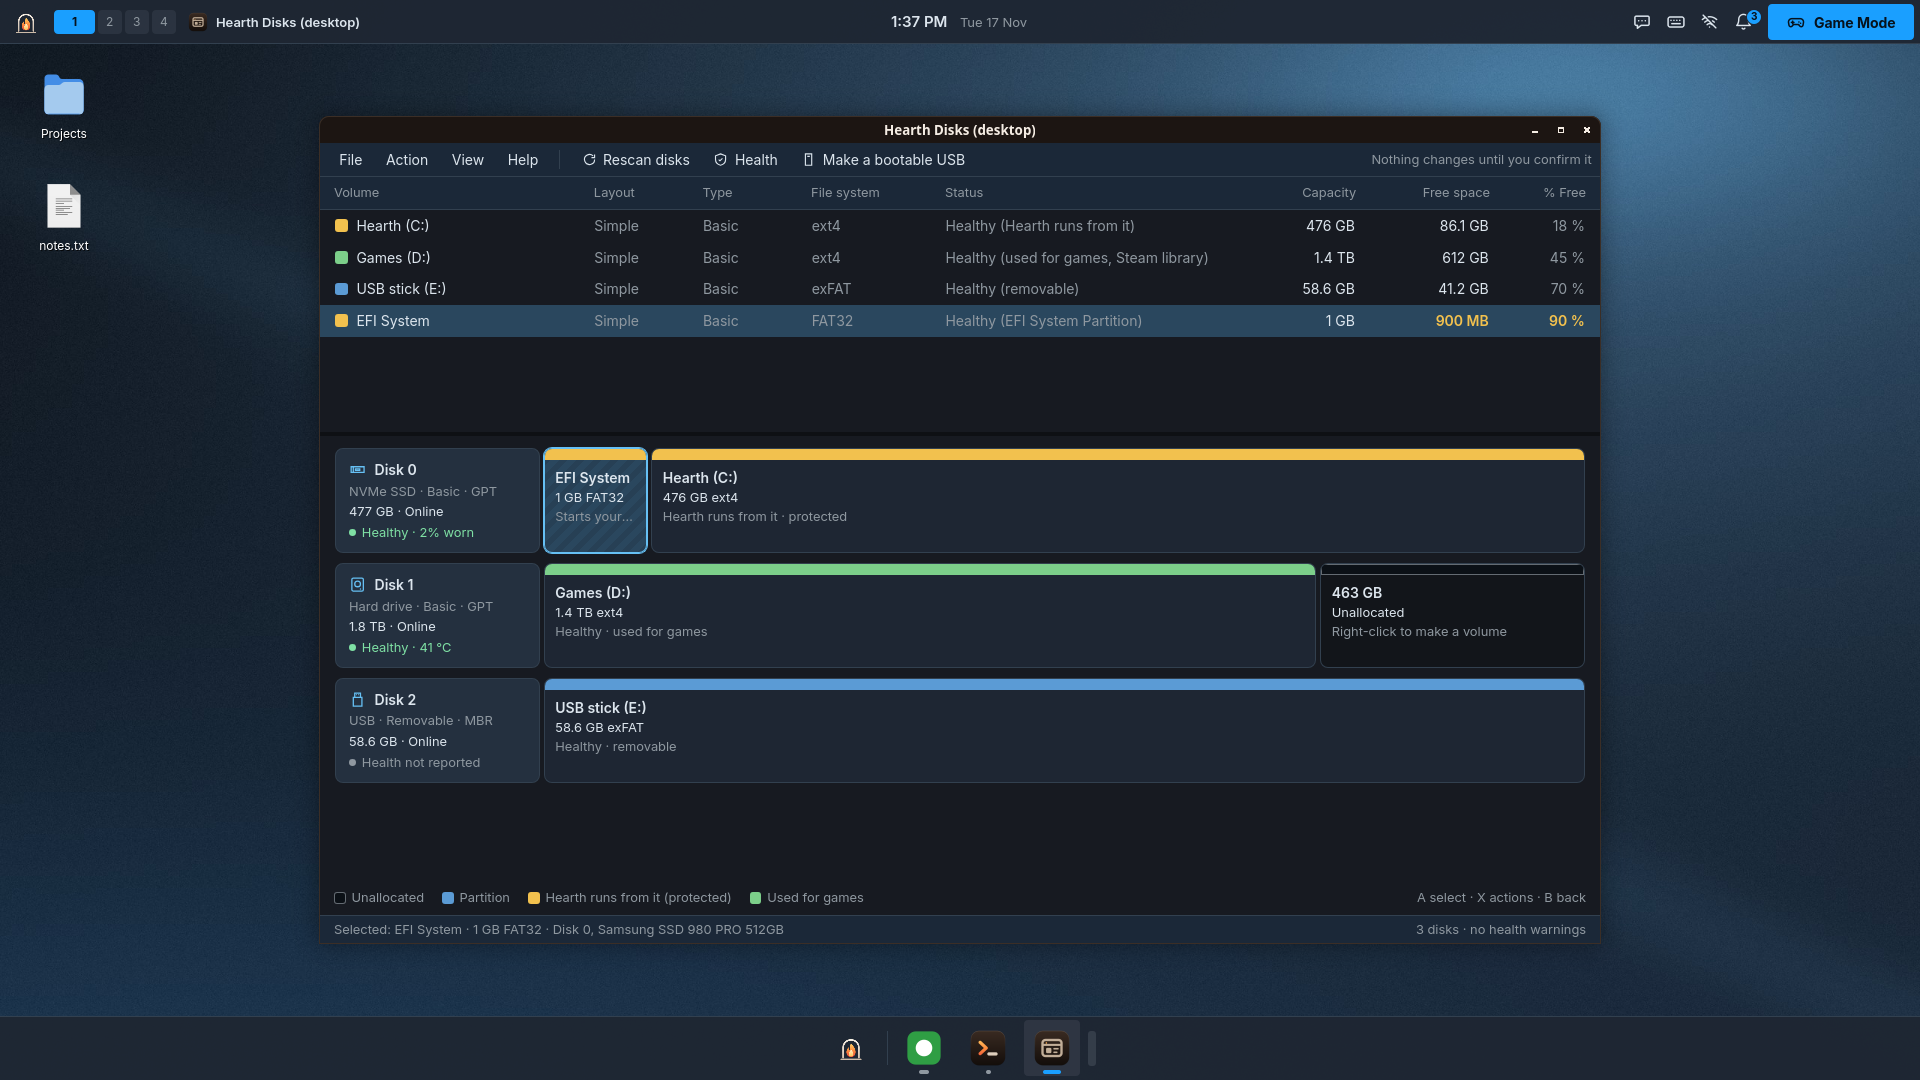 1 2 3 4 Hearth Disks (desktop) 1:37 PM Tue 17 Nov 3 Game Mode
Projects
notes.txt
Hearth Disks (desktop)
File Action View Help Rescan disks Health Make a bootable USB Nothing changes until you confirm it
Volume Layout Type File system Status Capacity Free space % Free
Hearth (C:) Simple Basic ext4 Healthy (Hearth runs from it) 476 GB 86.1 GB 18 %
Games (D:) Simple Basic ext4 Healthy (used for games, Steam library) 1.4 TB 612 GB 45 %
USB stick (E:) Simple Basic exFAT Healthy (removable) 58.6 GB 41.2 GB 70 %
EFI System Simple Basic FAT32 Healthy (EFI System Partition) 1 GB 900 MB 90 %
Disk 0
NVMe SSD · Basic · GPT
477 GB · Online
Healthy · 2% worn
EFI System
1 GB FAT32
Starts your...
Hearth (C:)
476 GB ext4
Hearth runs from it · protected
Disk 1
Hard drive · Basic · GPT
1.8 TB · Online
Healthy · 41 °C
Games (D:)
1.4 TB ext4
Healthy · used for games
463 GB
Unallocated
Right-click to make a volume
Disk 2
USB · Removable · MBR
58.6 GB · Online
Health not reported
USB stick (E:)
58.6 GB exFAT
Healthy · removable
Unallocated Partition Hearth runs from it (protected) Used for games A select · X actions · B back
Selected: EFI System · 1 GB FAT32 · Disk 0, Samsung SSD 980 PRO 512GB 3 disks · no health warnings